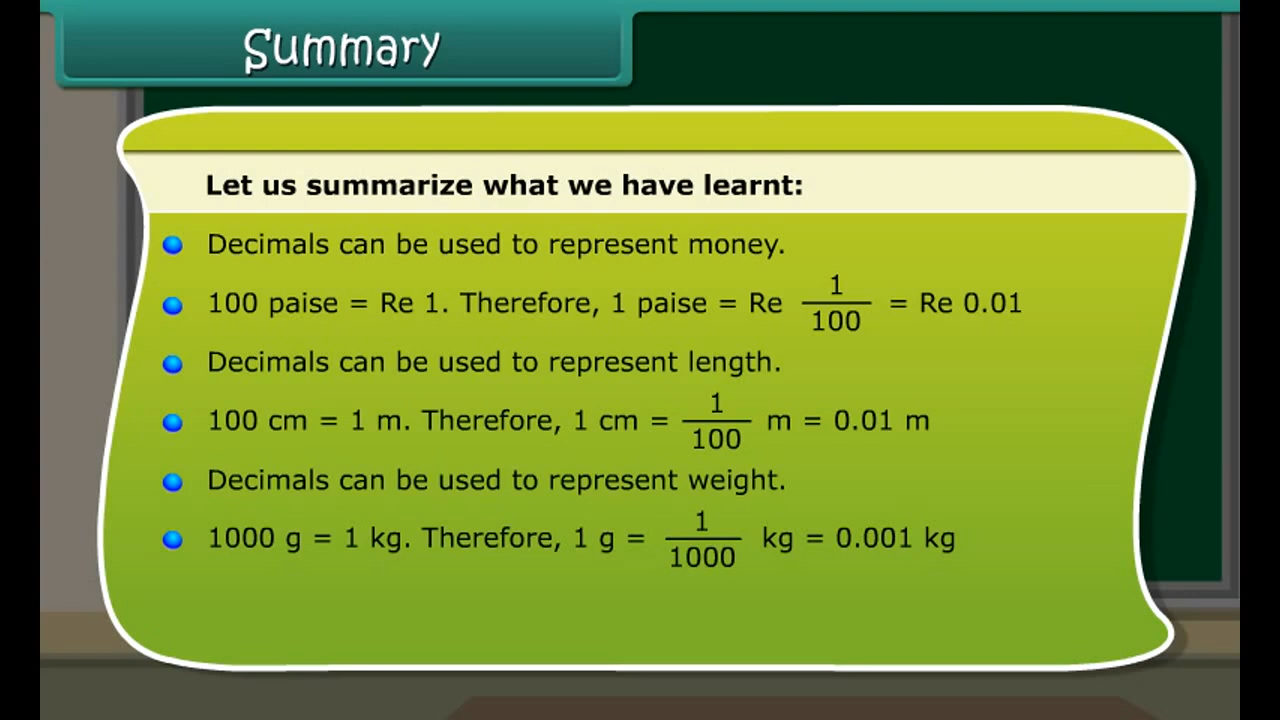 Summary
Let us summarize what we have learnt:
Decimals can be used to represent money.
100 paise = Re 1. Therefore, 1 paise = Re 1/100 = Re 0.01
Decimals can be used to represent length.
100 cm = 1 m. Therefore, 1 cm = 1/100 m = 0.01 m
Decimals can be used to represent weight.
1000 g = 1 kg. Therefore, 1 g = 1/1000 kg = 0.001 kg